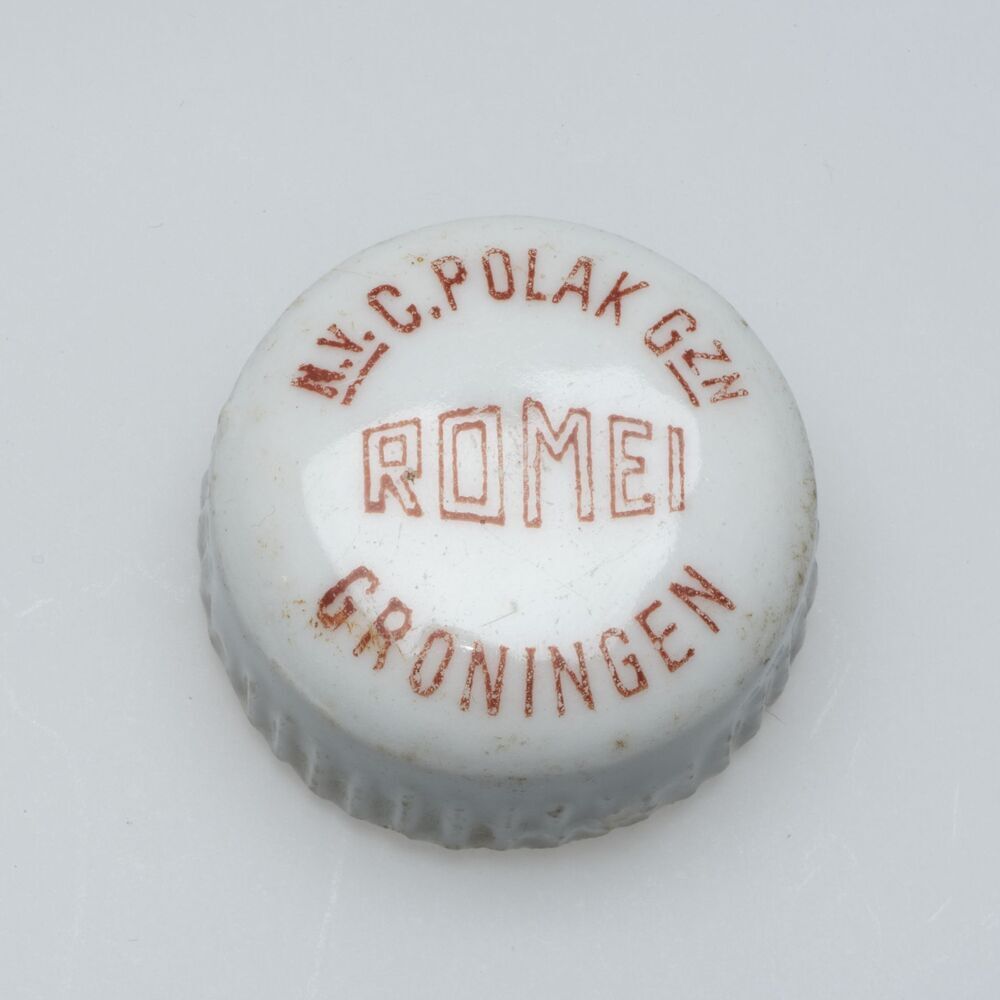 N.V. C. POLAK GZN
ROMEI
GRONINGEN